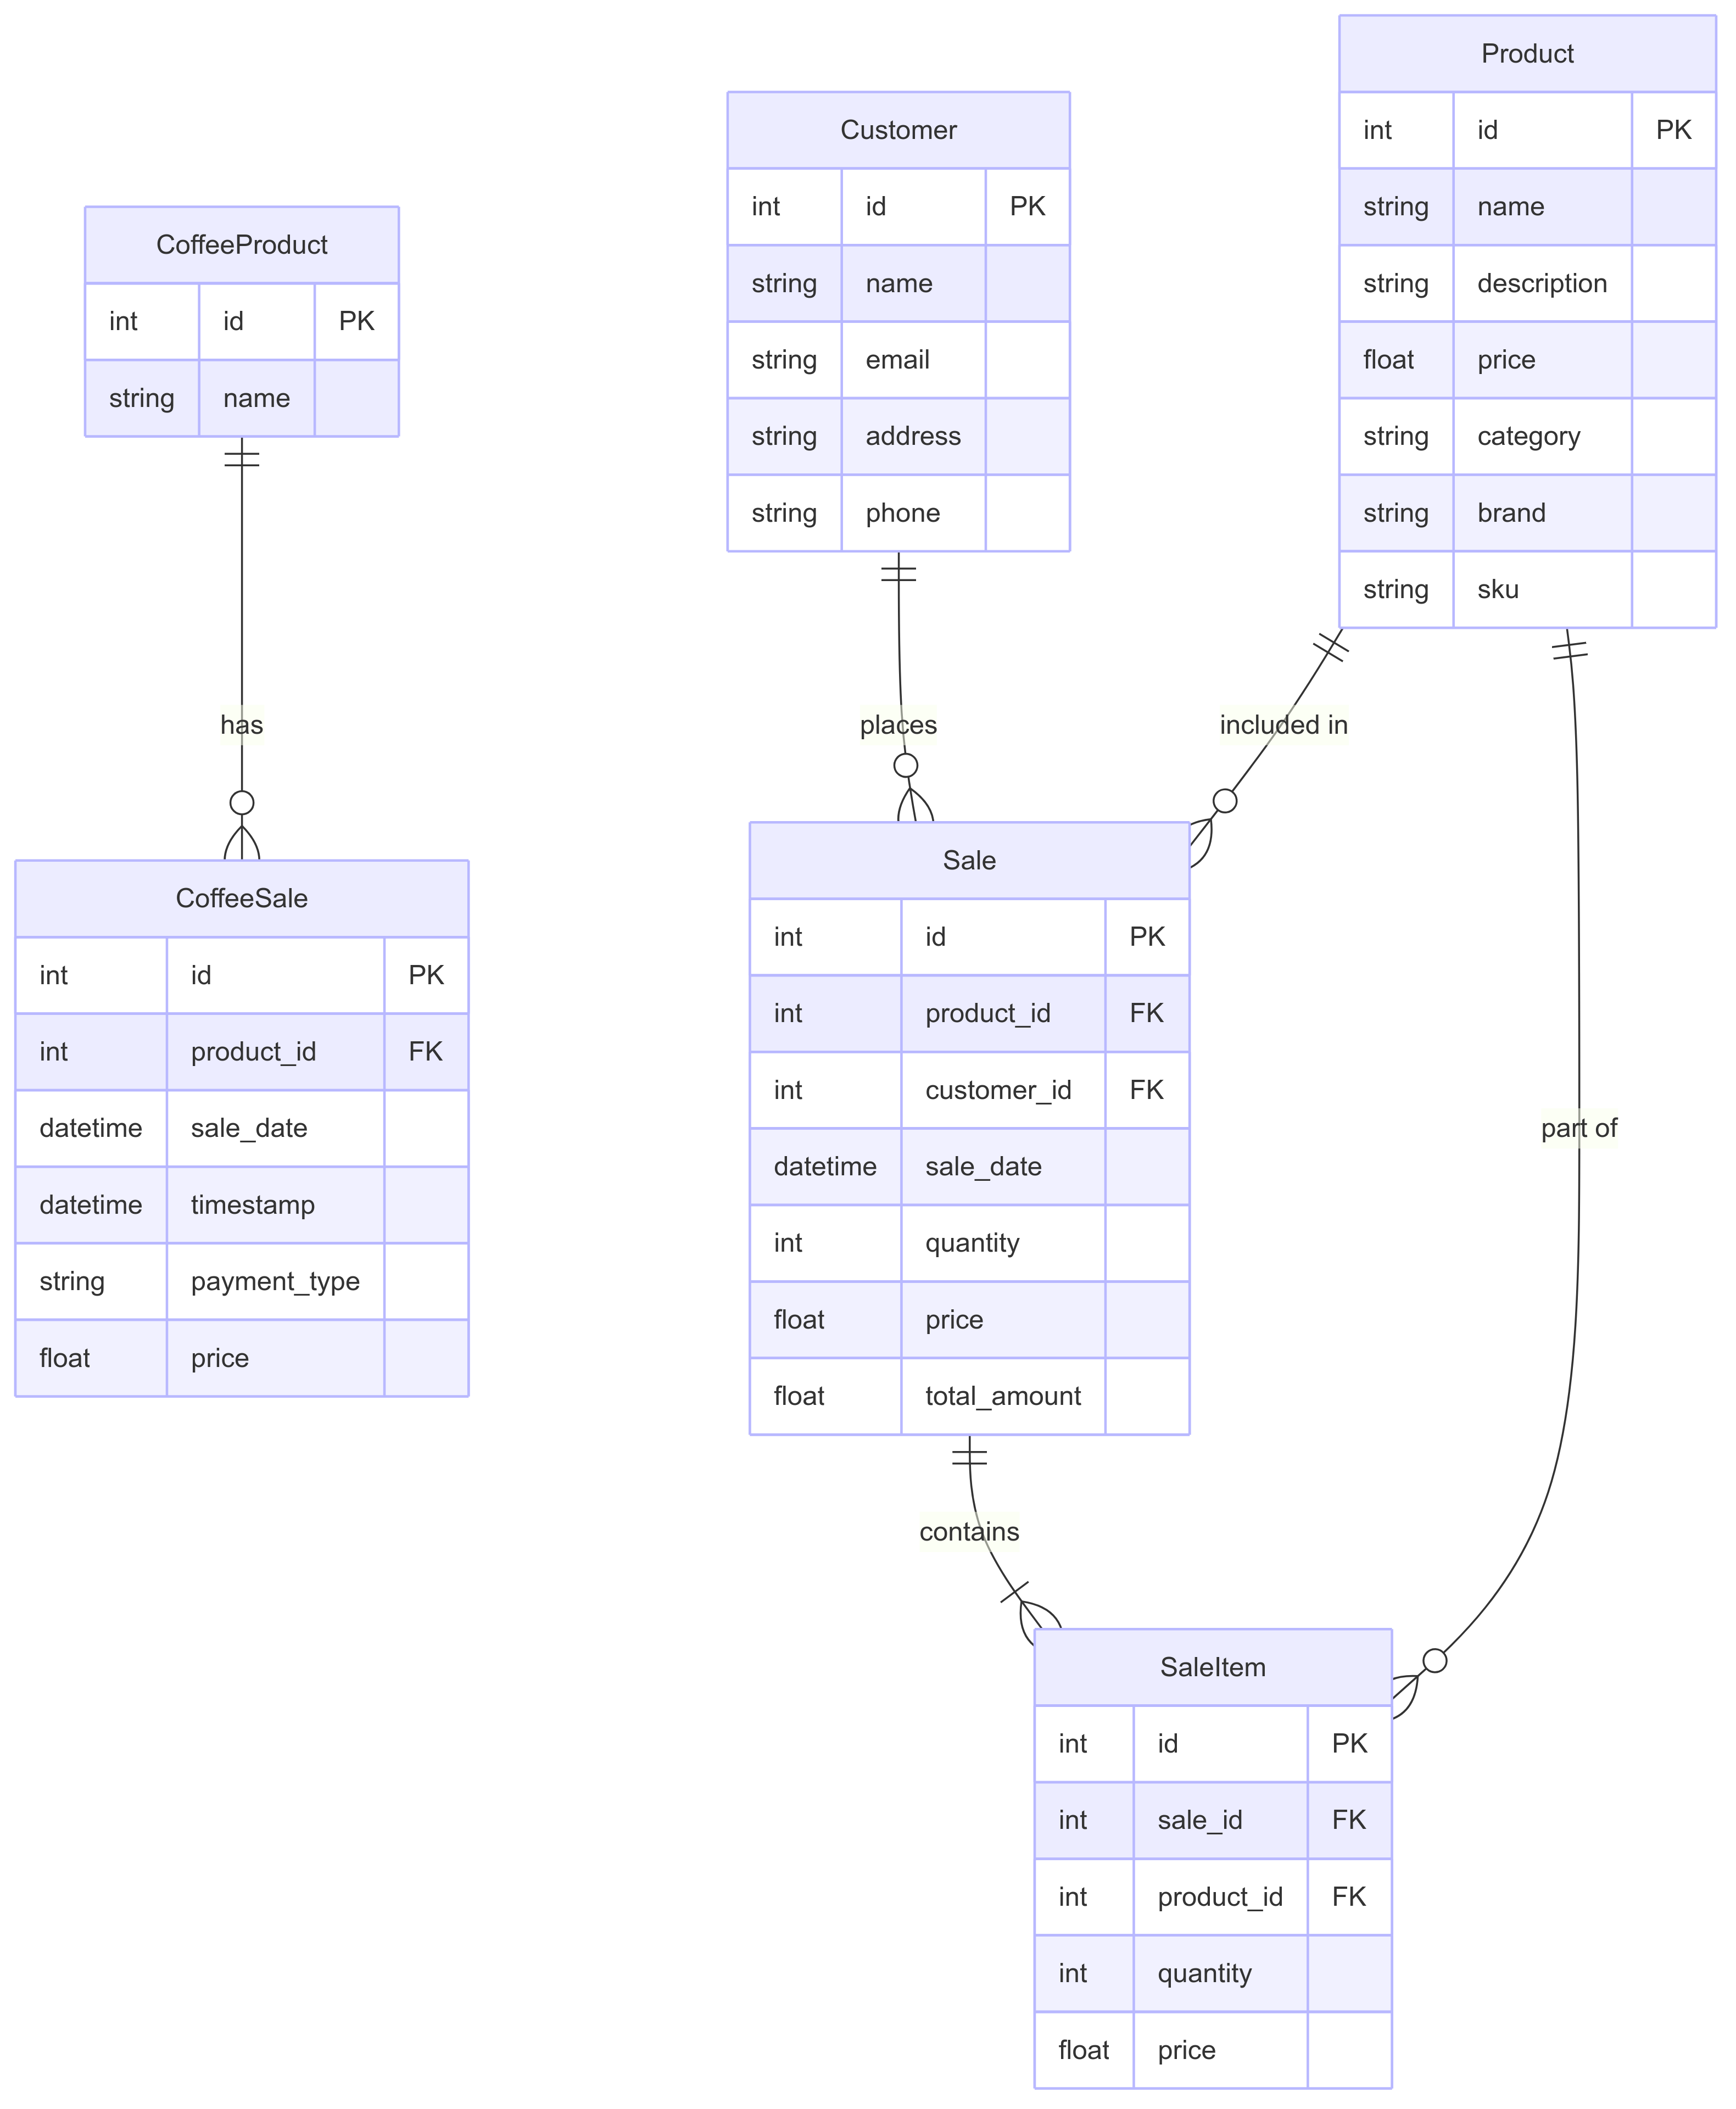 Product
int id PK
string name
string description
float price
string category
string brand
string sku
Customer
int id PK
string name
string email
string address
string phone
CoffeeProduct
int id PK
string name
has
places
included in
CoffeeSale
int id PK
int product_id FK
datetime sale_date
datetime timestamp
string payment_type
float price
Sale
int id PK
int product_id FK
int customer_id FK
datetime sale_date
int quantity
float price
float total_amount
part of
contains
SaleItem
int id PK
int sale_id FK
int product_id FK
int quantity
float price